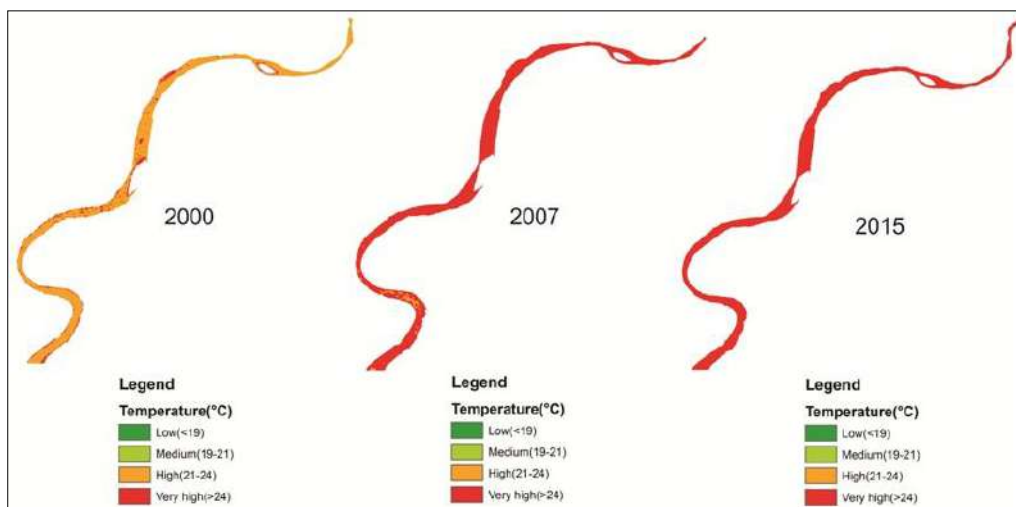 2000
2007
2015
Legend
Temperature(°C)
Low(<19)
Medium(19-21)
High(21-24)
Very high(>24)
Legend
Temperature(°C)
Low(<19)
Medium(19-21)
High(21-24)
Very high(>24)
Legend
Temperature(°C)
Low(<19)
Medium(19-21)
High(21-24)
Very high(>24)